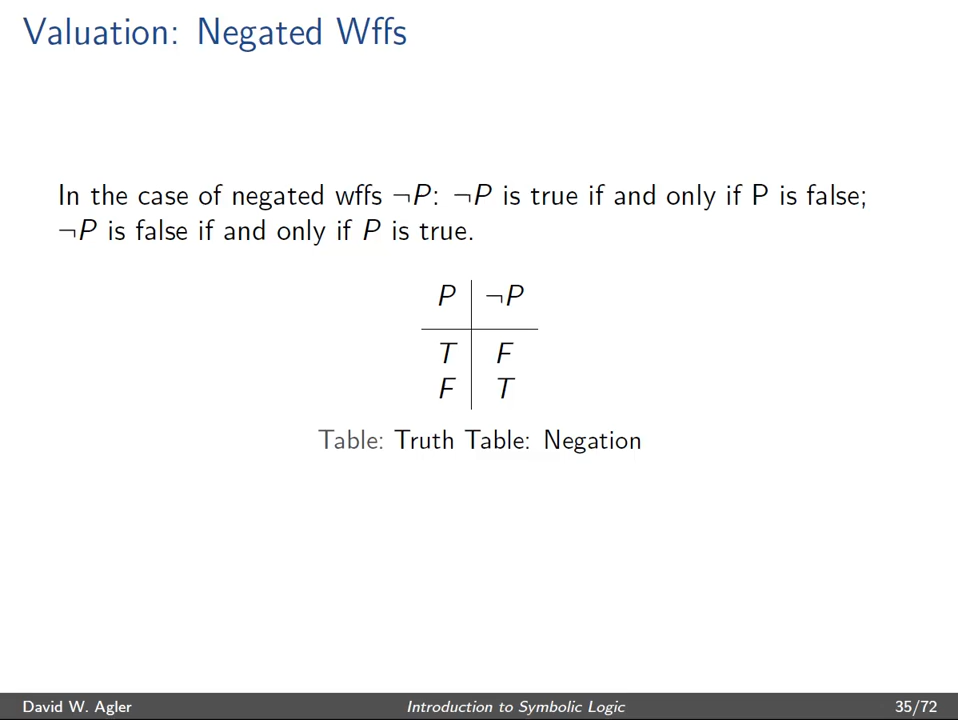 Valuation: Negated Wffs
In the case of negated wffs ¬P: ¬P is true if and only if P is false;
¬P is false if and only if P is true.
P ¬P
T F
F T
Table: Truth Table: Negation
David W. Agler Introduction to Symbolic Logic 35/72